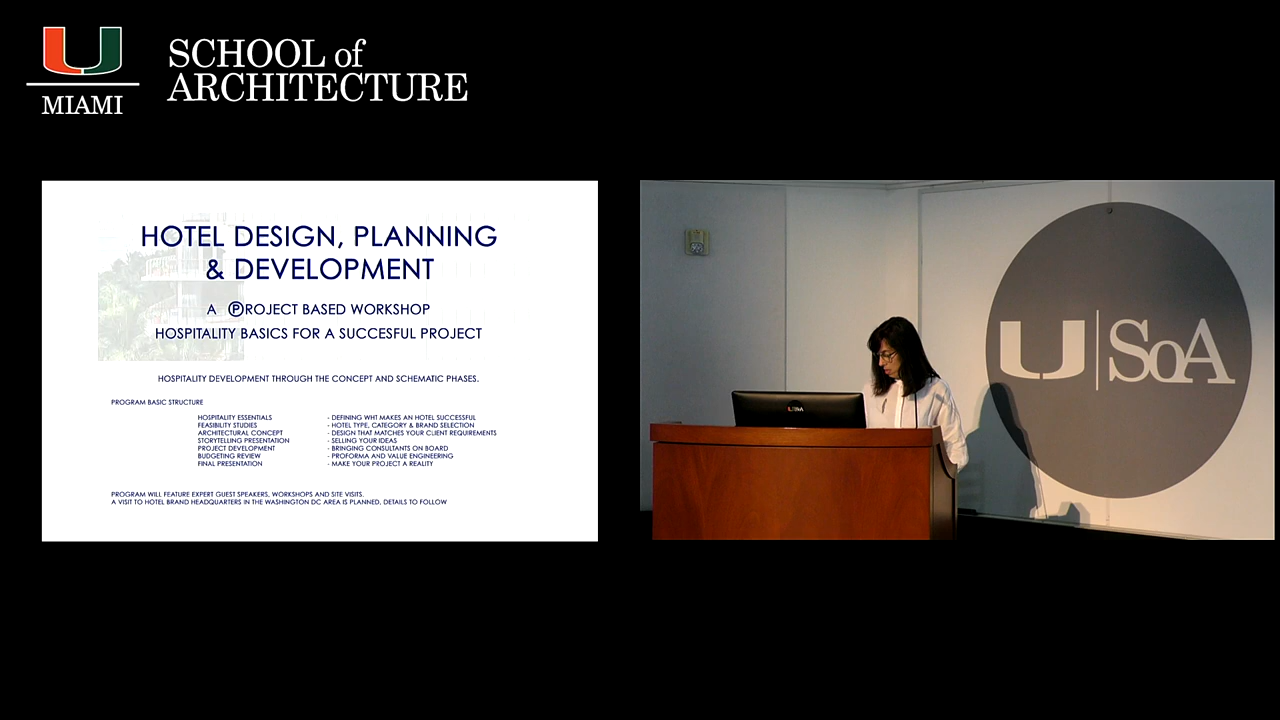 U
MIAMI
SCHOOL of
ARCHITECTURE
HOTEL DESIGN, PLANNING
& DEVELOPMENT
A ⓅROJECT BASED WORKSHOP
HOSPITALITY BASICS FOR A SUCCESFUL PROJECT
HOSPITALITY DEVELOPMENT THROUGH THE CONCEPT AND SCHEMATIC PHASES.
PROGRAM BASIC STRUCTURE
HOSPITALITY ESSENTIALS - DEFINING WHT MAKES AN HOTEL SUCCESSFUL
FEASIBILITY STUDIES - HOTEL TYPE, CATEGORY & BRAND SELECTION
ARCHITECTURAL CONCEPT - DESIGN THAT MATCHES YOUR CLIENT REQUIREMENTS
STORYTELLING PRESENTATION - SELLING YOUR IDEAS
PROJECT DEVELOPMENT - BRINGING CONSULTANTS ON BOARD
BUDGETING REVIEW - PROFORMA AND VALUE ENGINEERING
FINAL PRESENTATION - MAKE YOUR PROJECT A REALITY
PROGRAM WILL FEATURE EXPERT GUEST SPEAKERS, WORKSHOPS AND SITE VISITS.
A VISIT TO HOTEL BRAND HEADQUARTERS IN THE WASHINGTON DC AREA IS PLANNED, DETAILS TO FOLLOW
U | SoA
U|SoA